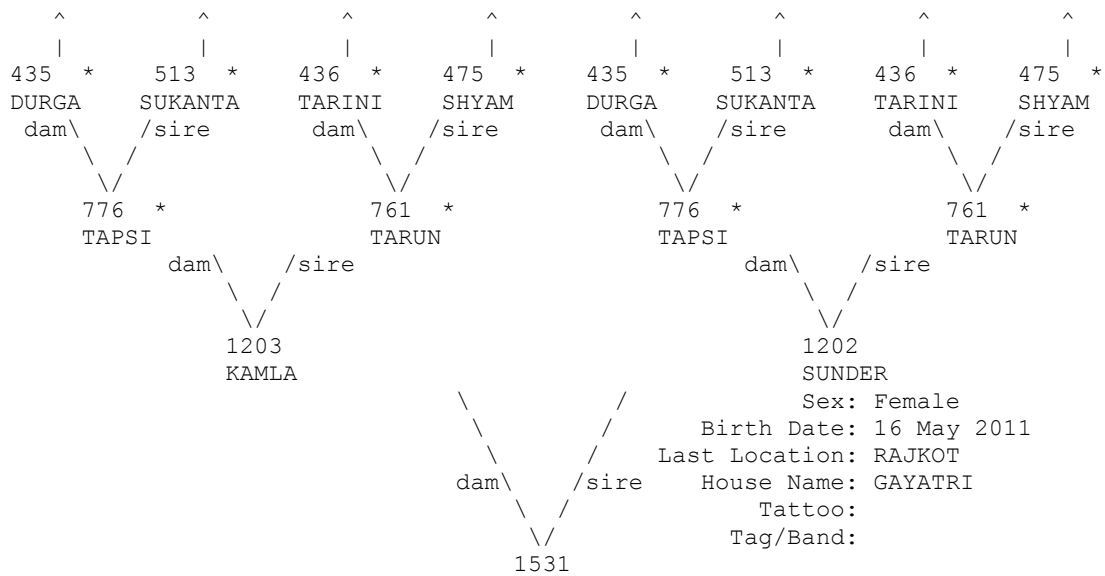 ^ ^ ^ ^ ^ ^ ^ ^
| | | | | | | |
435 * 513 * 436 * 475 * 435 * 513 * 436 * 475 *
DURGA SUKANTA TARINI SHYAM DURGA SUKANTA TARINI SHYAM
dam\ /sire dam\ /sire dam\ /sire dam\ /sire
\ / \ / \ / \ /
\/ \/ \/ \/
776 * 761 * 776 * 761 *
TAPSI TARUN TAPSI TARUN
dam\ /sire dam\ /sire
\ / \ /
\/ \/
1203 1202
KAMLA SUNDER
\ / Sex: Female
\ / Birth Date: 16 May 2011
\ / Last Location: RAJKOT
dam\ /sire House Name: GAYATRI
\ / Tattoo:
\/ Tag/Band:
1531